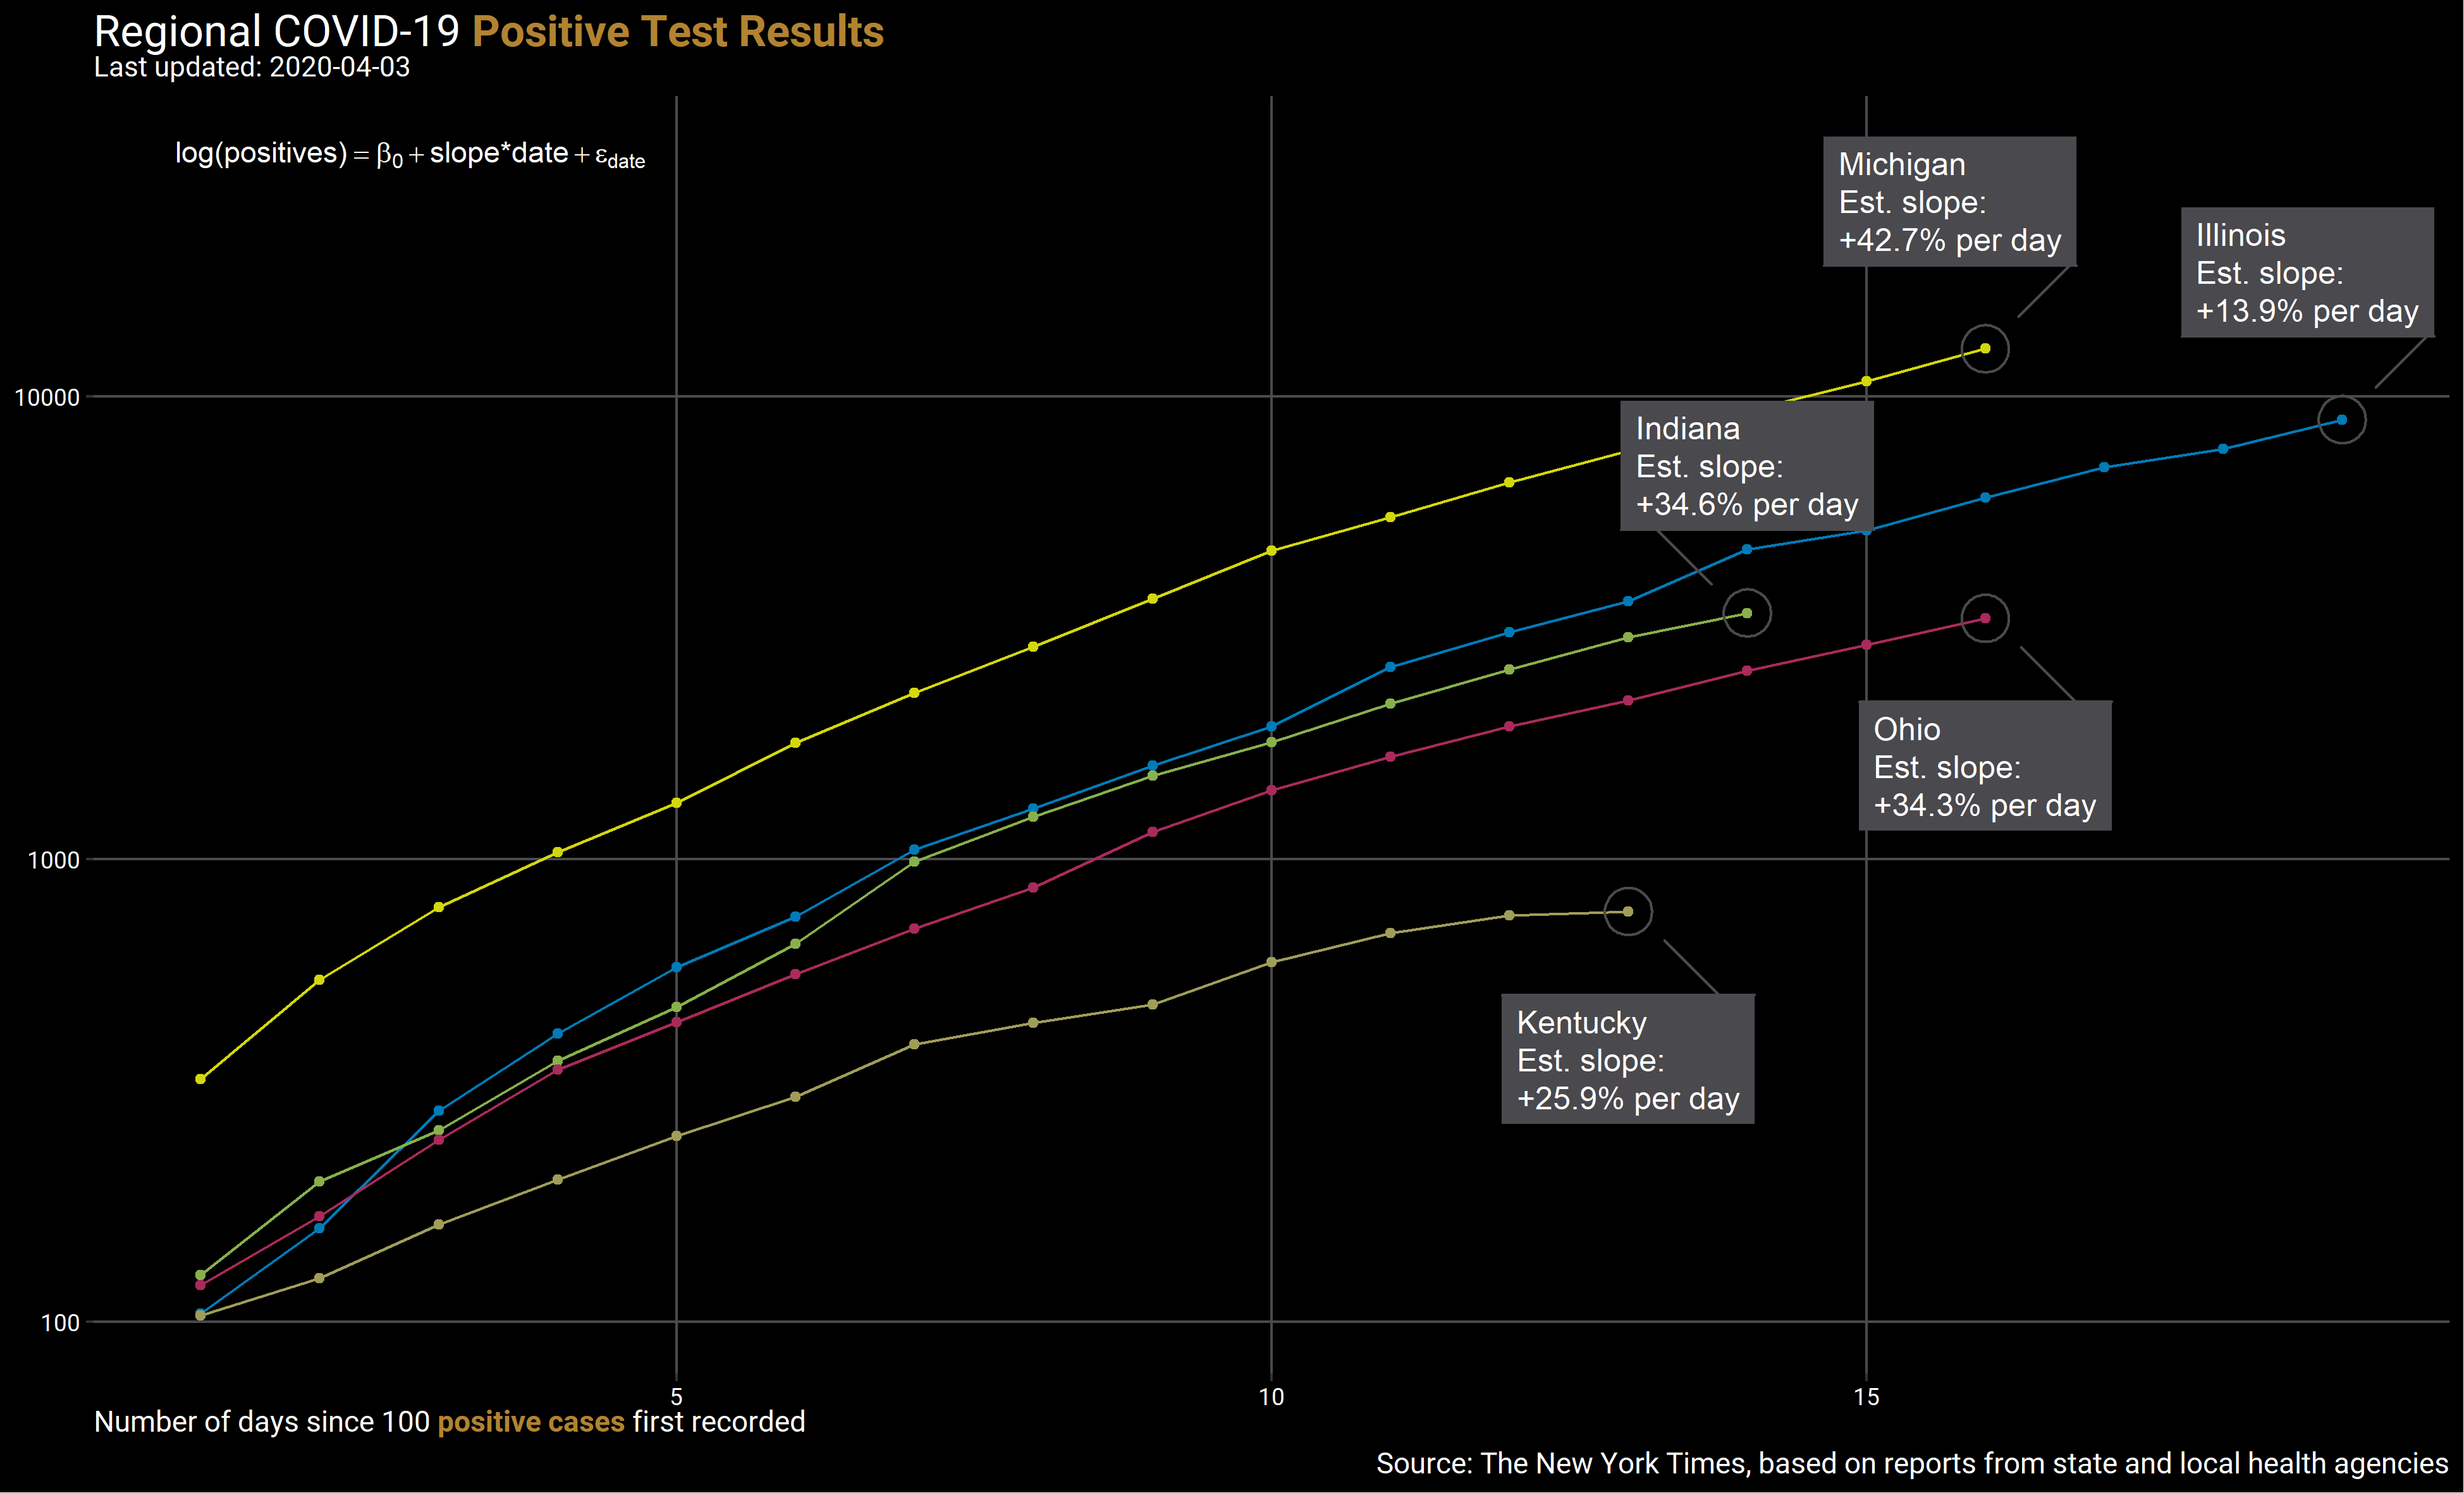 Regional COVID-19 Positive Test Results
Last updated: 2020-04-03
log(positives) = β0 + slope*date + εdate
Michigan
Est. slope:
+42.7% per day
Illinois
Est. slope:
+13.9% per day
10000
Indiana
Est. slope:
+34.6% per day
Ohio
Est. slope:
+34.3% per day
1000
Kentucky
Est. slope:
+25.9% per day
100
5
10
15
Number of days since 100 positive cases first recorded
Source: The New York Times, based on reports from state and local health agencies